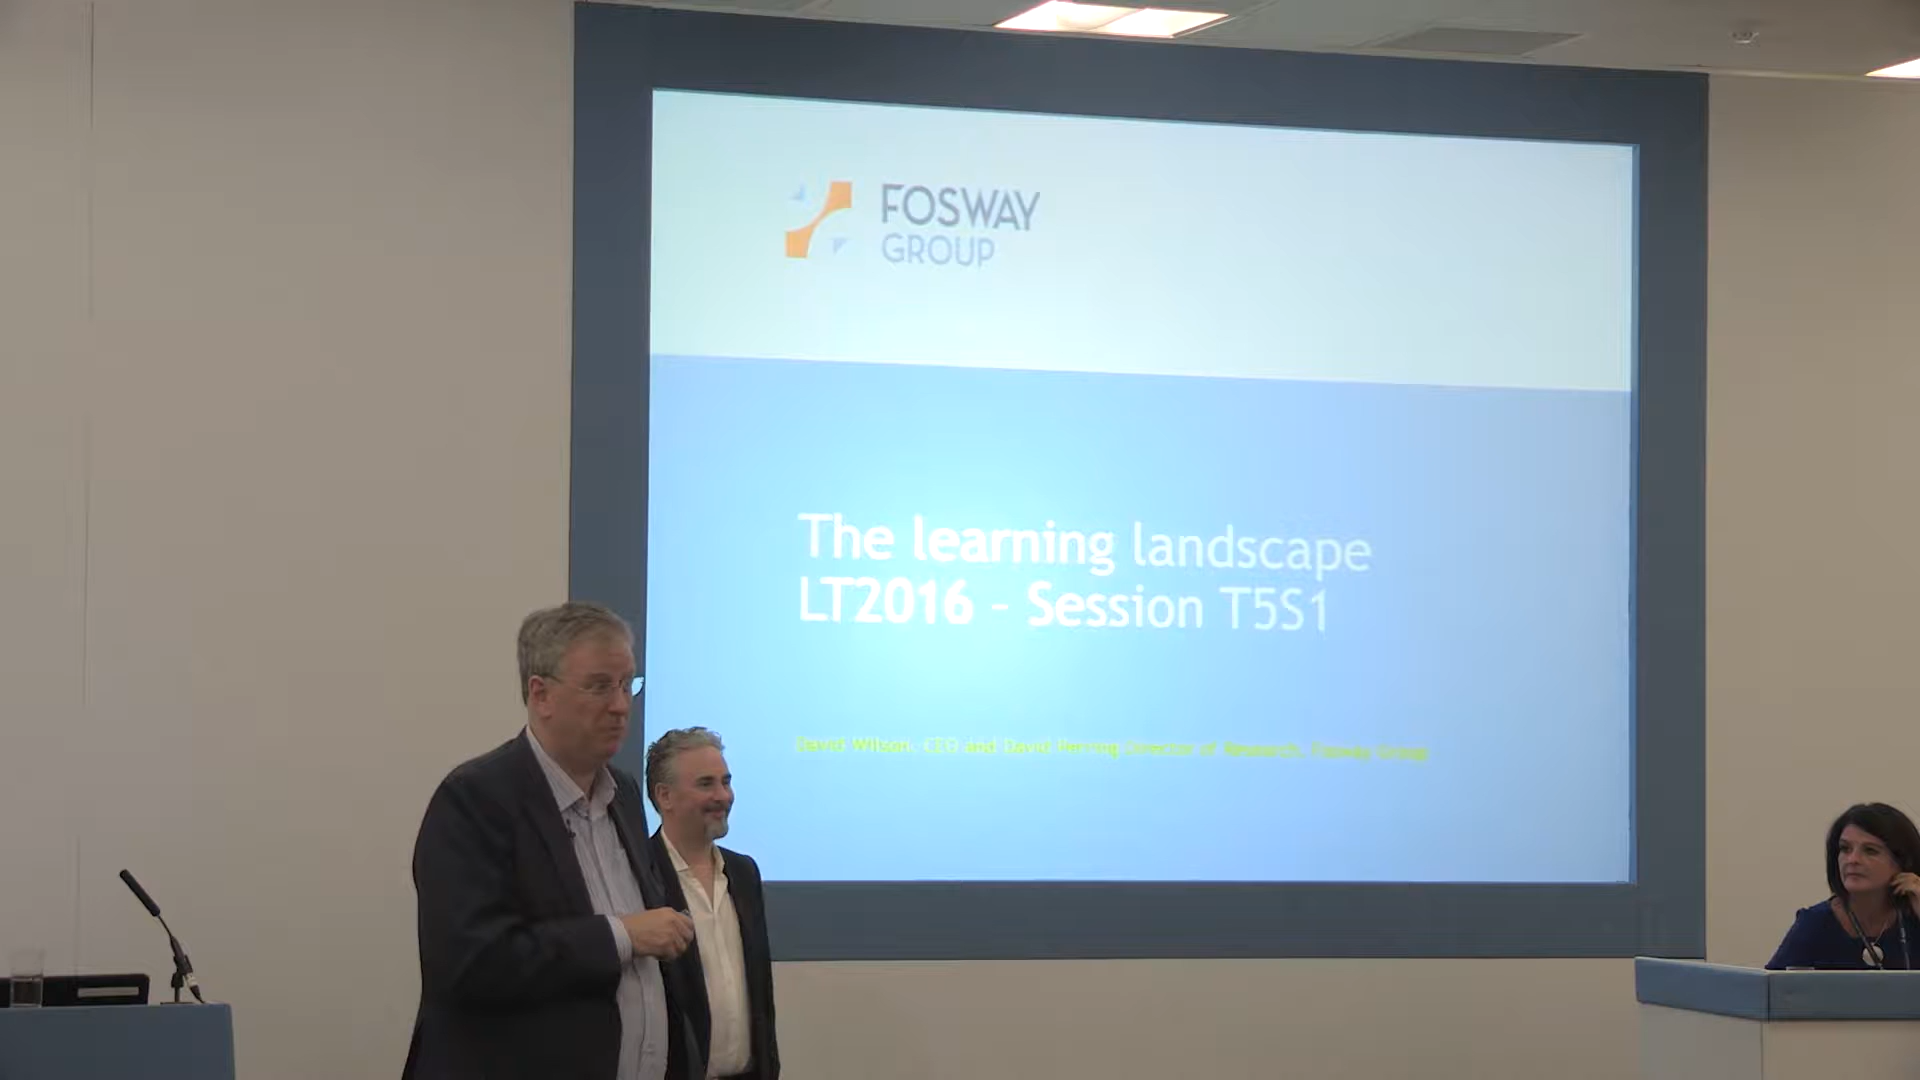 FOSWAY
GROUP
The learning landscape
LT2016 - Session T5S1
David Wilson, CEO and David Perring Director of Research, Fosway Group